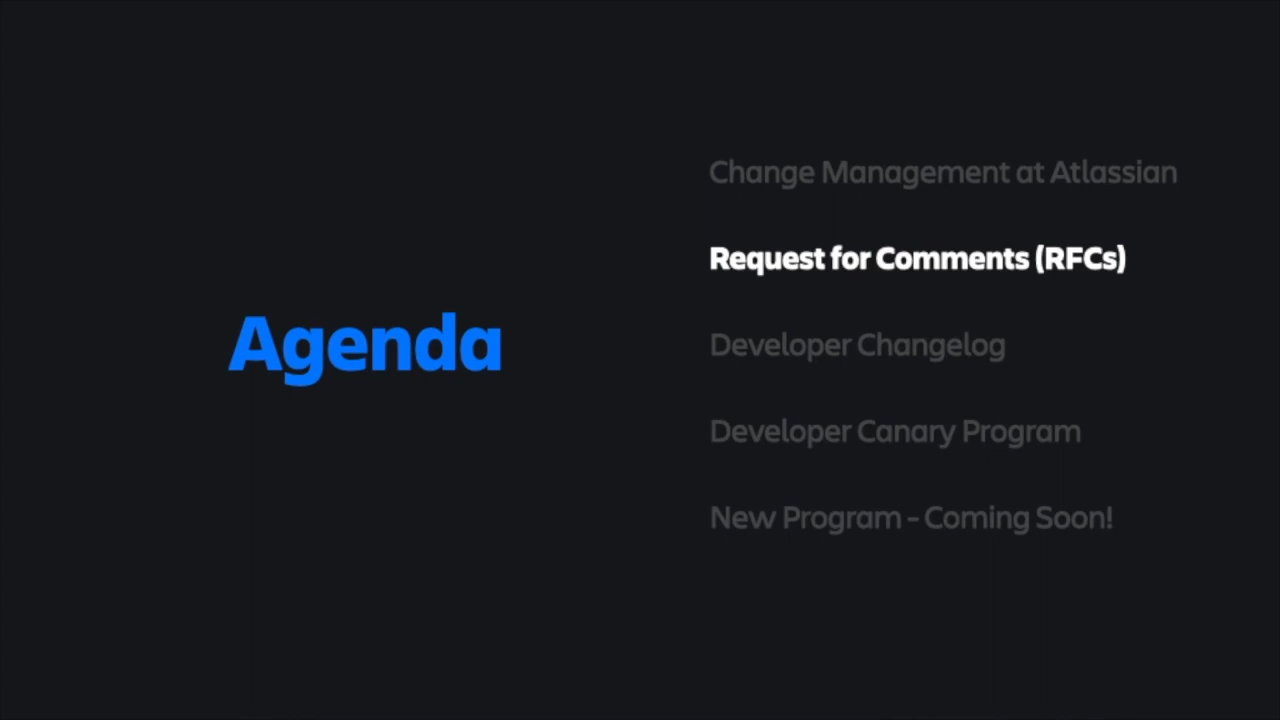 Agenda
Change Management at Atlassian
Request for Comments (RFCs)
Developer Changelog
Developer Canary Program
New Program - Coming Soon!